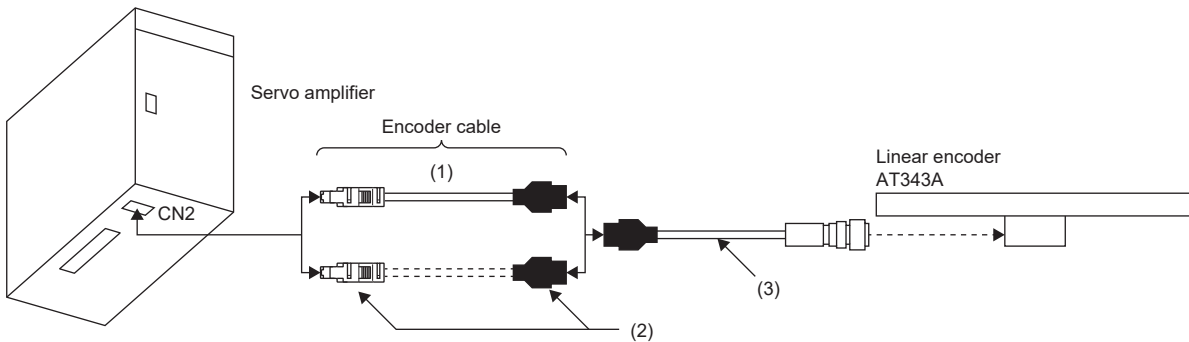 Servo amplifier
Encoder cable
(1)
Linear encoder
AT343A
CN2
(3)
(2)